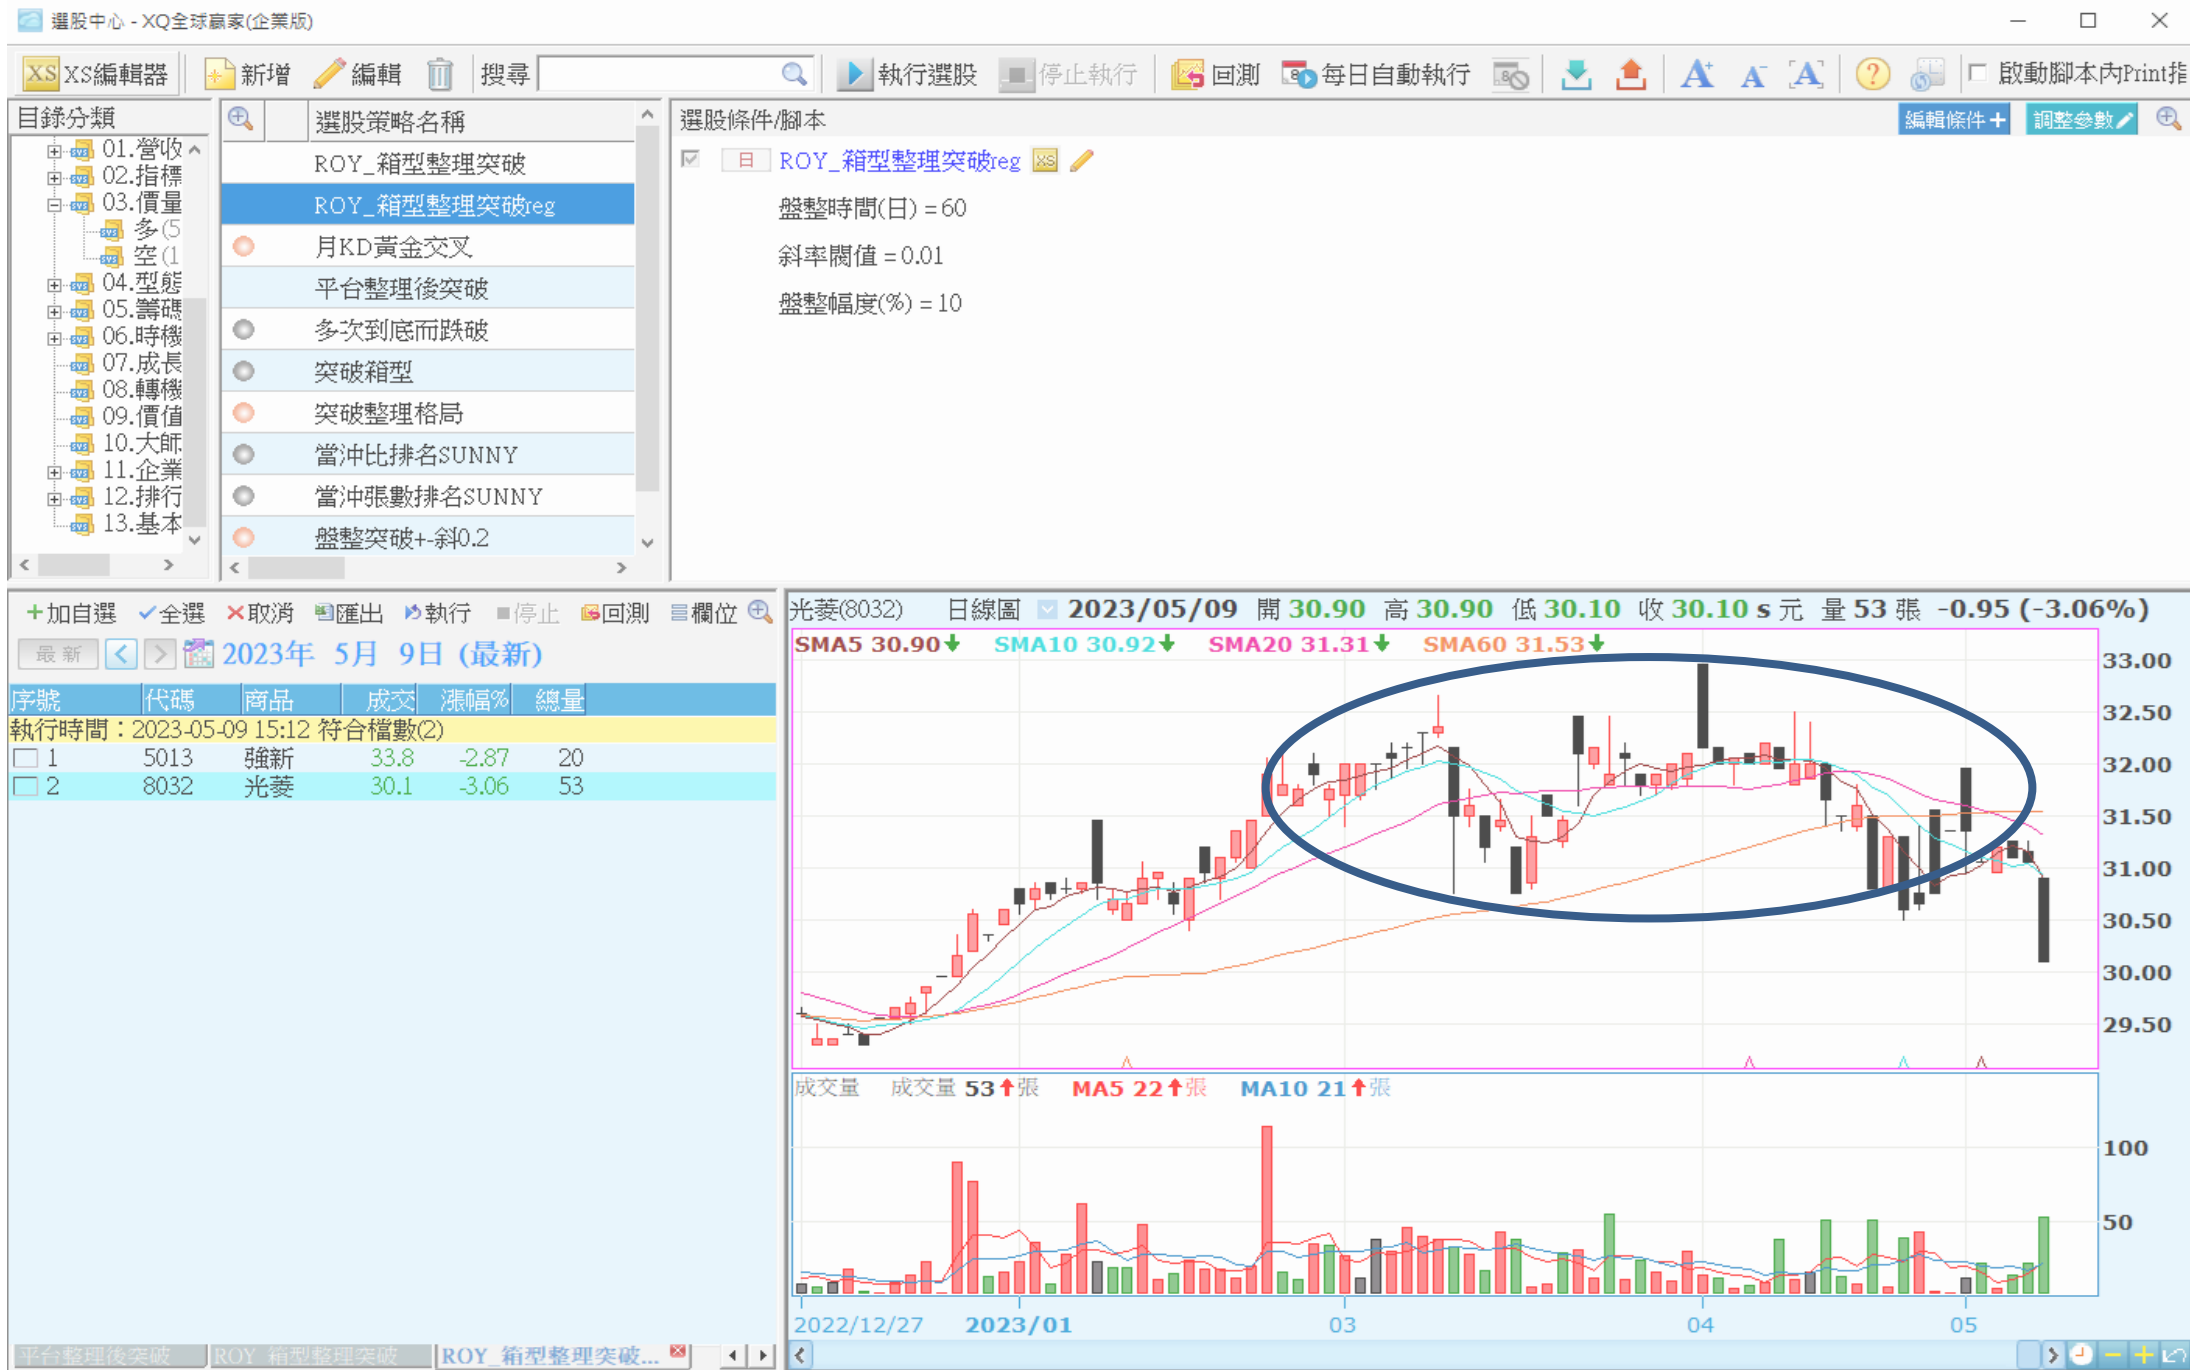 選股中心 - XQ全球贏家(企業版)
XS XS編輯器 新增 編輯 搜尋 執行選股 停止執行 回測 每日自動執行 啟動腳本內Print指
目錄分類
01.營收
02.指標
03.價量
多(5
空(1
04.型態
05.籌碼
06.時機
07.成長
08.轉機
09.價值
10.大師
11.企業
12.排行
13.基本
選股策略名稱
ROY_箱型整理突破
ROY_箱型整理突破reg
月KD黃金交叉
平台整理後突破
多次到底而跌破
突破箱型
突破整理格局
當沖比排名SUNNY
當沖張數排名SUNNY
盤整突破+-斜0.2
選股條件/腳本 編輯條件+ 調整參數
日 ROY_箱型整理突破reg XS
盤整時間(日) = 60
斜率閥值 = 0.01
盤整幅度(%) = 10
+加自選 全選 取消 匯出 執行 停止 回測 欄位
最新 2023年 5月 9日 (最新)
序號 代碼 商品 成交 漲幅% 總量
執行時間：2023-05-09 15:12 符合檔數(2)
1 5013 強新 33.8 -2.87 20
2 8032 光菱 30.1 -3.06 53
平台整理後突破 ROY_箱型整理突破 ROY_箱型整理突破...
光菱(8032) 日線圖 2023/05/09 開 30.90 高 30.90 低 30.10 收 30.10 s 元 量 53 張 -0.95 (-3.06%)
SMA5 30.90 SMA10 30.92 SMA20 31.31 SMA60 31.53
33.00
32.50
32.00
31.50
31.00
30.50
30.00
29.50
成交量 成交量 53 張 MA5 22 張 MA10 21 張
100
50
2022/12/27 2023/01 03 04 05